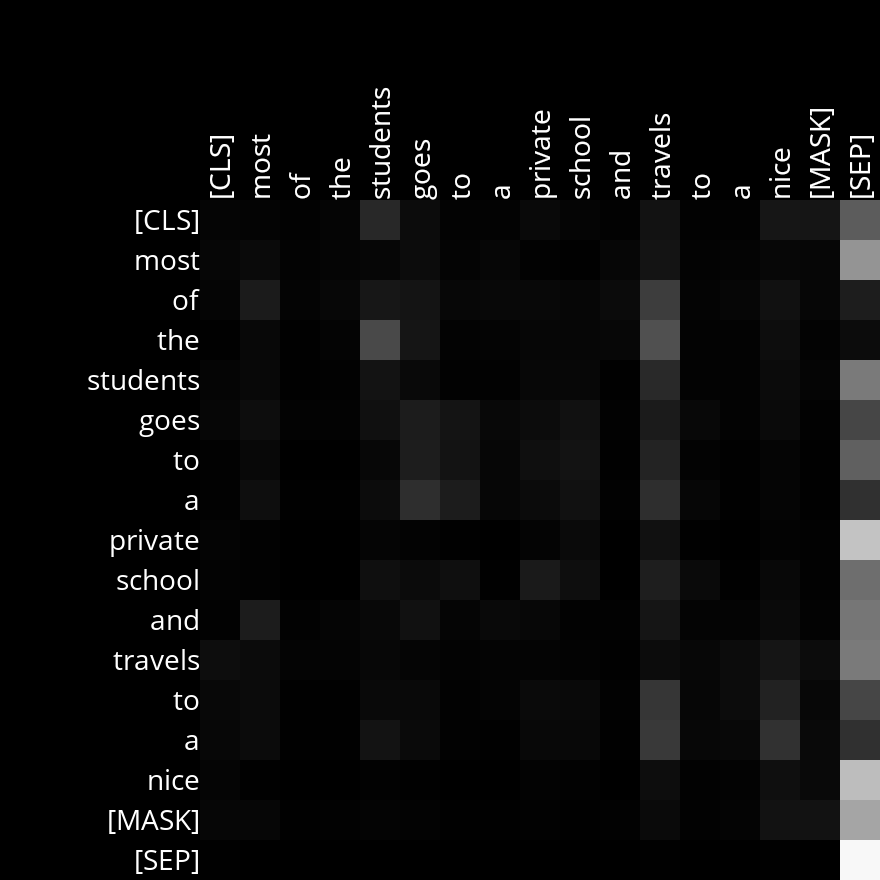 [CLS] most of the students goes to a private school and travels to a nice [MASK] [SEP]
[CLS]
most
of
the
students
goes
to
a
private
school
and
travels
to
a
nice
[MASK]
[SEP]